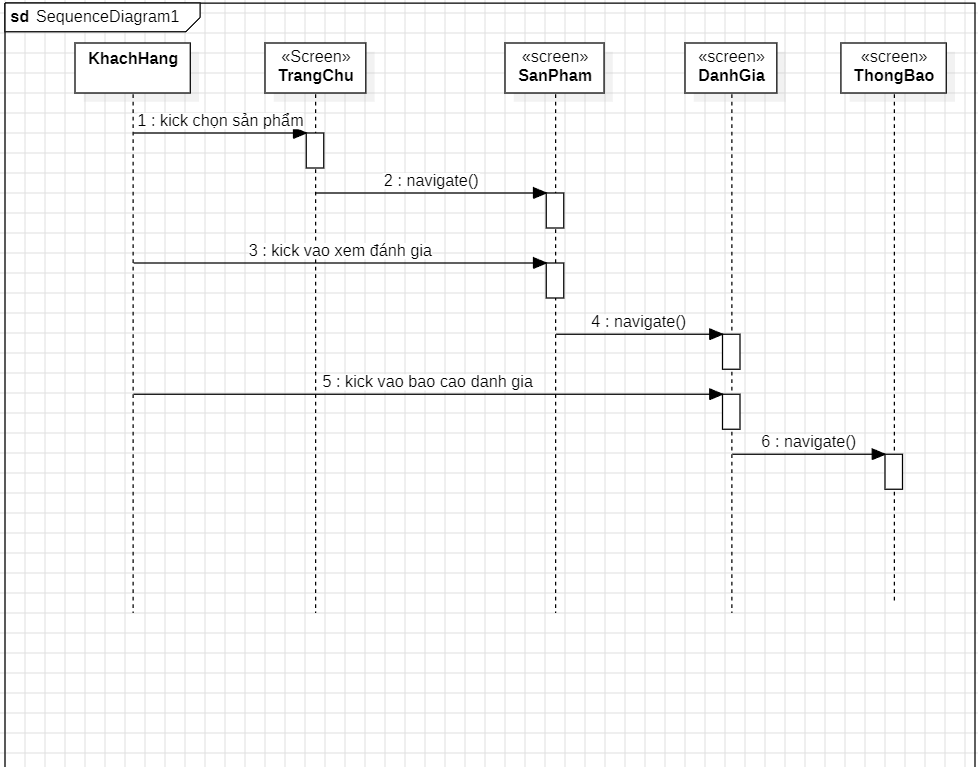 sd SequenceDiagram1
KhachHang
«Screen»
TrangChu
«screen»
SanPham
«screen»
DanhGia
«screen»
ThongBao
1 : kick chọn sản phẩm
2 : navigate()
3 : kick vao xem đánh gia
4 : navigate()
5 : kick vao bao cao danh gia
6 : navigate()